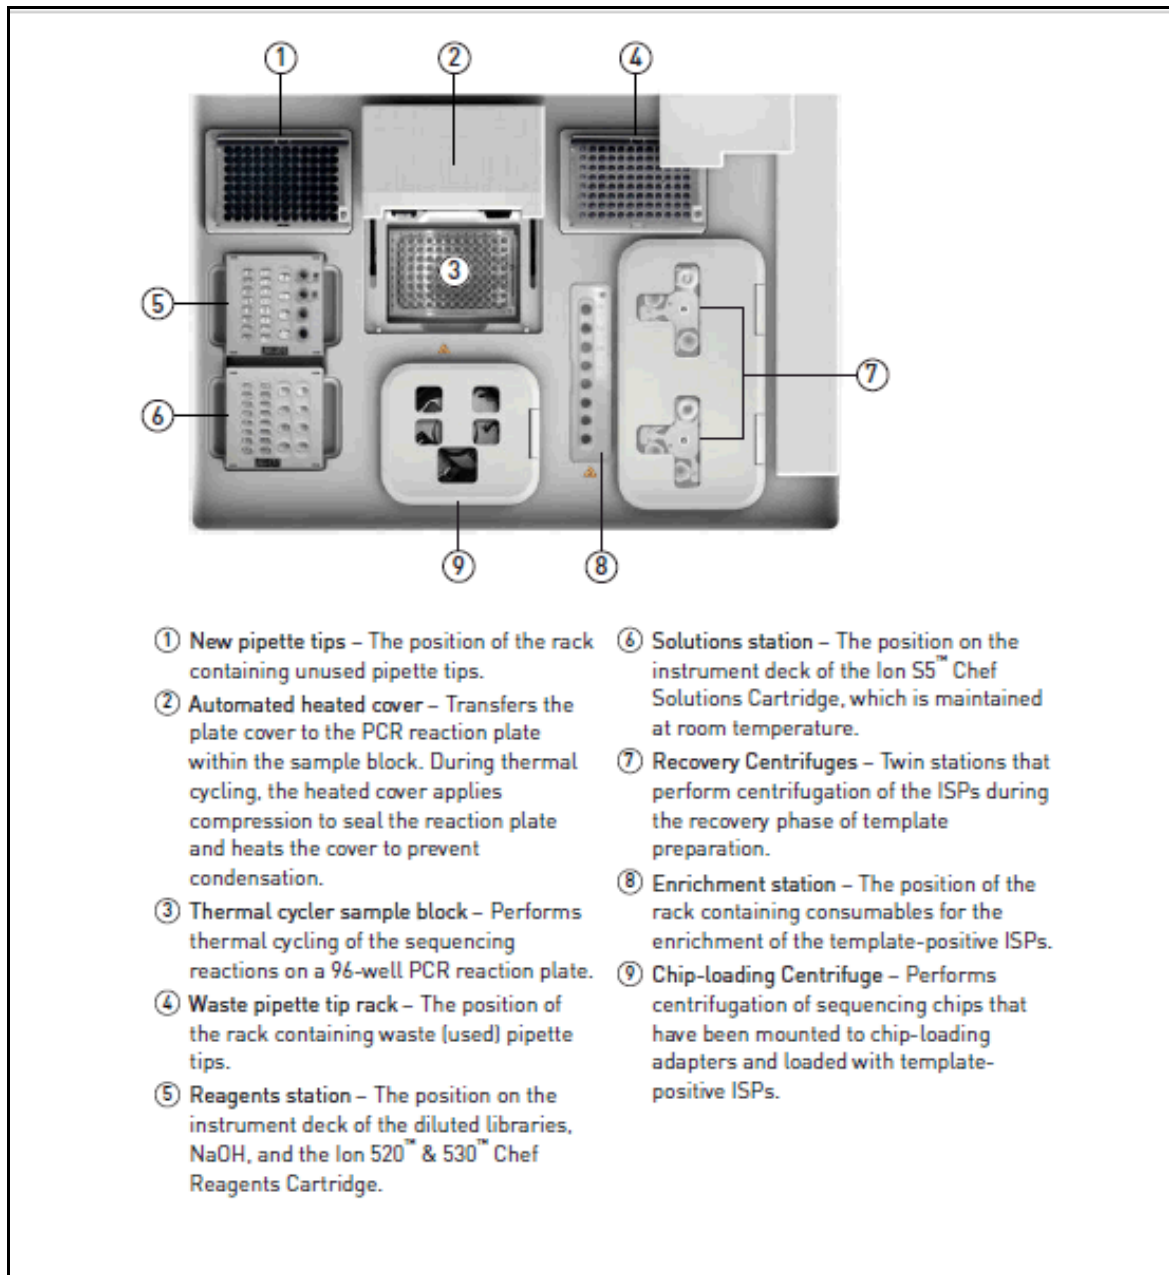 ① ② ④
③
⑤
⑦
⑥
⑨ ⑧
① New pipette tips – The position of the rack
containing unused pipette tips.
② Automated heated cover – Transfers the
plate cover to the PCR reaction plate
within the sample block. During thermal
cycling, the heated cover applies
compression to seal the reaction plate
and heats the cover to prevent
condensation.
③ Thermal cycler sample block – Performs
thermal cycling of the sequencing
reactions on a 96-well PCR reaction plate.
④ Waste pipette tip rack – The position of
the rack containing waste (used) pipette
tips.
⑤ Reagents station – The position on the
instrument deck of the diluted libraries,
NaOH, and the Ion 520™ & 530™ Chef
Reagents Cartridge.
⑥ Solutions station – The position on the
instrument deck of the Ion S5™ Chef
Solutions Cartridge, which is maintained
at room temperature.
⑦ Recovery Centrifuges – Twin stations that
perform centrifugation of the ISPs during
the recovery phase of template
preparation.
⑧ Enrichment station – The position of the
rack containing consumables for the
enrichment of the template-positive ISPs.
⑨ Chip-loading Centrifuge – Performs
centrifugation of sequencing chips that
have been mounted to chip-loading
adapters and loaded with template-
positive ISPs.